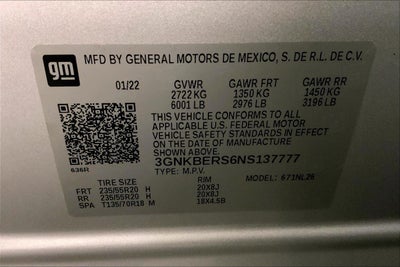 gm
MFD BY GENERAL MOTORS DE MEXICO, S. DE R.L. DE C.V.
01/22 GVWR GAWR FRT GAWR RR
2722 KG 1350 KG 1450 KG
6001 LB 2976 LB 3196 LB
THIS VEHICLE CONFORMS TO ALL
APPLICABLE U.S. FEDERAL MOTOR
VEHICLE SAFETY STANDARDS IN EFFECT
ON THE DATE OF MANUFACTURE
SHOWN ABOVE.
3GNKBERS6NS137777
636R TYPE: M.P.V. MODEL: 671NL26
TIRE SIZE RIM
FRT 235/55R20 H 20X8J
RR 235/55R20 H 20X8J
SPA T135/70R18 M 18X4.5B